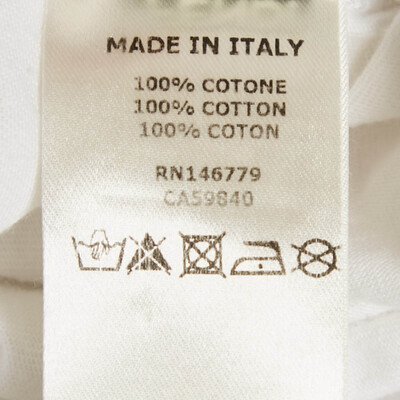 MADE IN ITALY
100% COTONE
100% COTTON
100% COTON
RN146779
CA59840